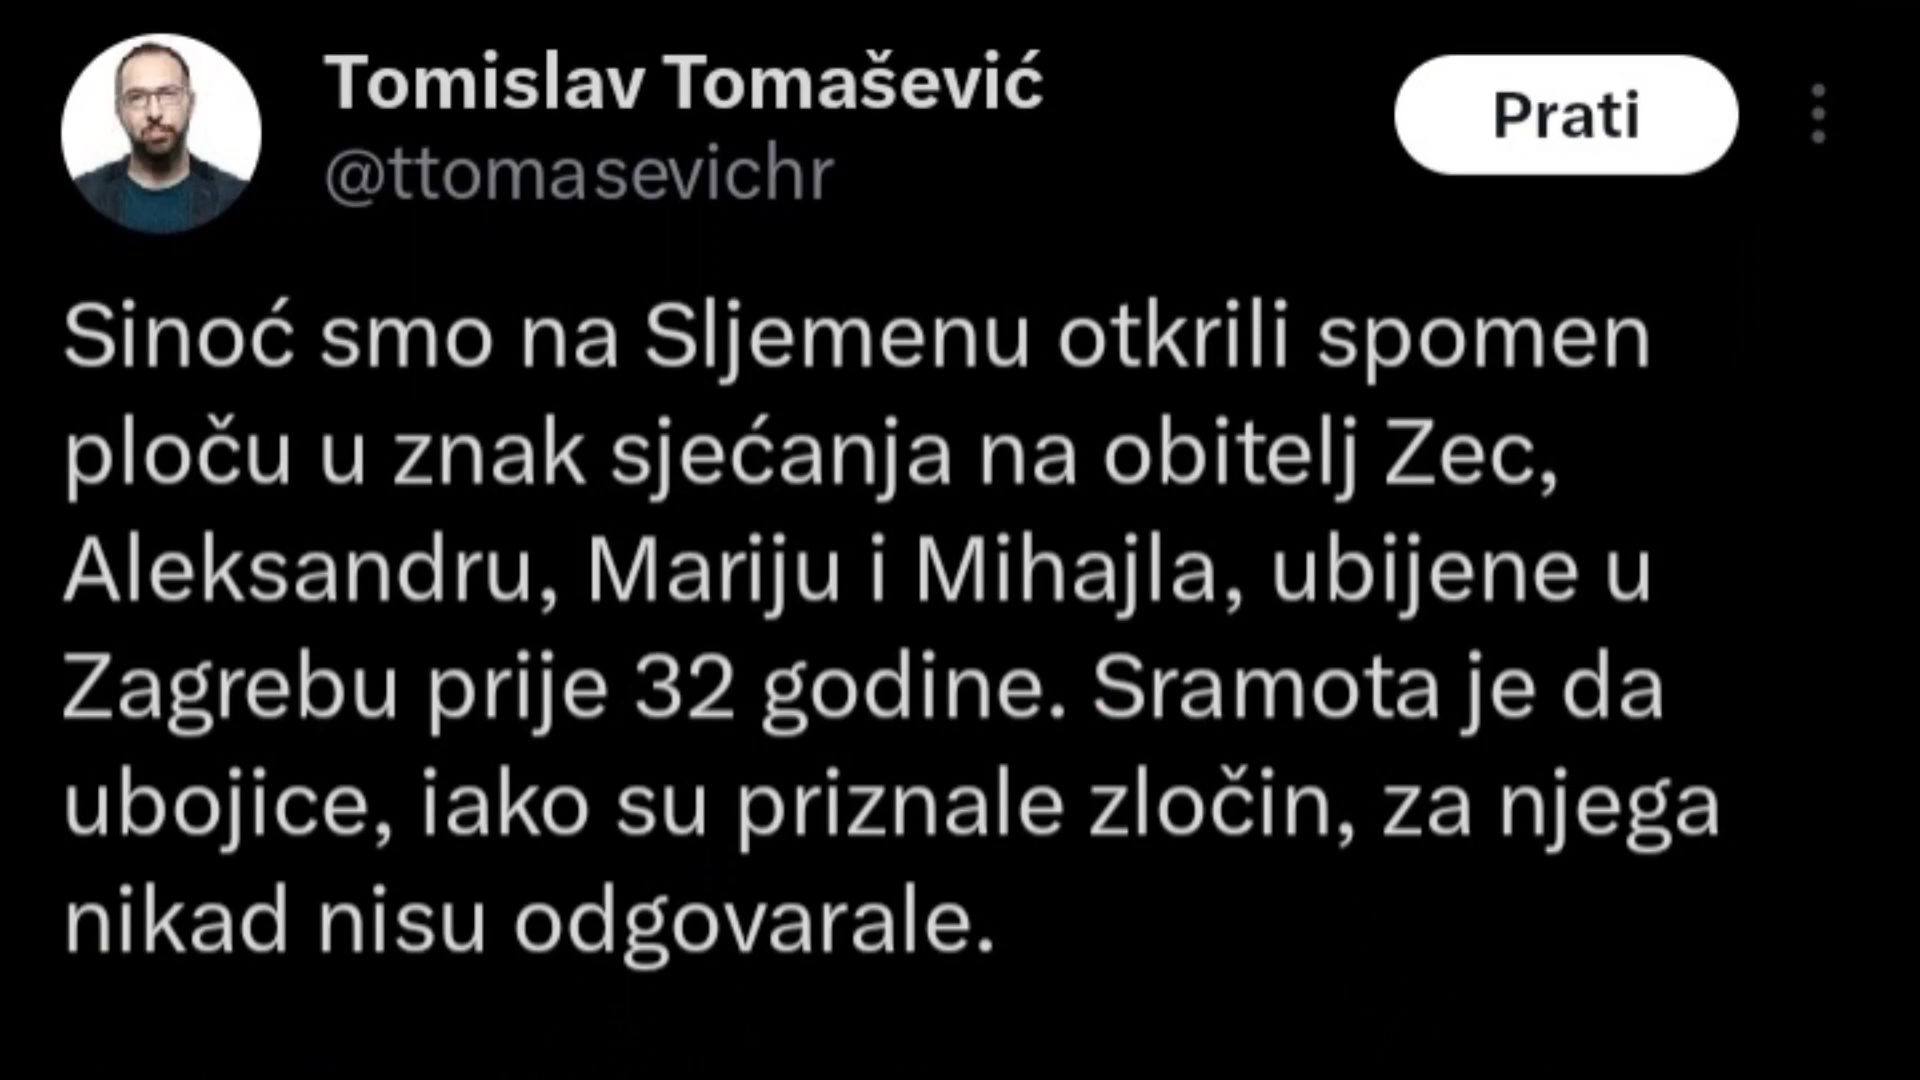 Tomislav Tomašević
Prati
@ttomasevichr
Sinoć smo na Sljemenu otkrili spomen
ploču u znak sjećanja na obitelj Zec,
Aleksandru, Mariju i Mihajla, ubijene u
Zagrebu prije 32 godine. Sramota je da
ubojice, iako su priznale zločin, za njega
nikad nisu odgovarale.